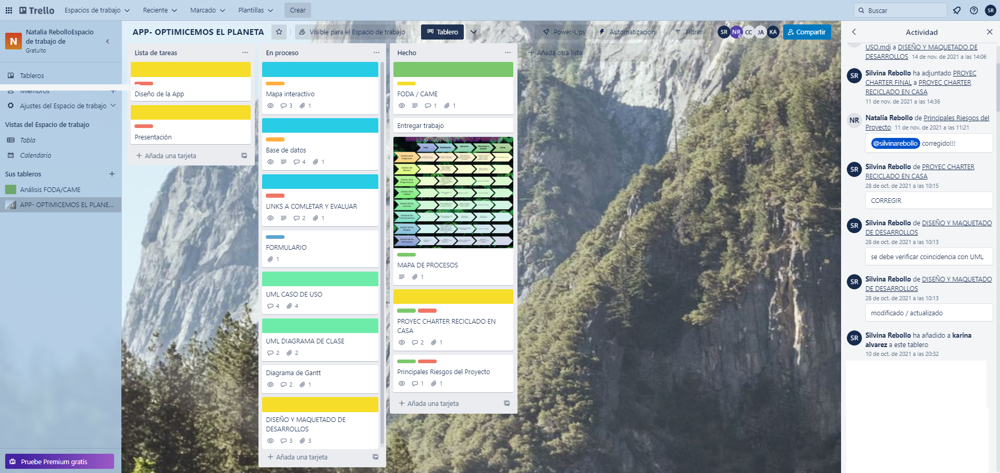 Trello
Espacios de trabajo
Reciente
Marcado
Plantillas
Crear
Buscar
SR
N
Natalia RebolloEspacio
de trabajo de
Gratuito
Tableros
Miembros
Ajustes del Espacio de trabajo
Vistas del Espacio de trabajo
Tabla
Calendario
Sus tableros
Análisis FODA/CAME
APP- OPTIMICEMOS EL PLANE...
Pruebe Premium gratis
APP- OPTIMICEMOS EL PLANETA
Visible para el Espacio de trabajo
Tablero
Power-Ups
Automatización
Filtrar
SR
NR
CC
JA
KA
Compartir
Lista de tareas
Diseño de la App
Presentación
Añada una tarjeta
En proceso
Mapa interactivo
3 1
Base de datos
4 1
LINKS A COMLETAR Y EVALUAR
2 1
FORMULARIO
1
UML CASO DE USO
4 4
UML DIAGRAMA DE CLASE
2 2
Diagrama de Gantt
2 1
DISEÑO Y MAQUETADO DE
DESARROLLOS
3 3
Añada una tarjeta
Hecho
FODA / CAME
1 1
Entregar trabajo
MAPA DE PROCESOS
1
PROYEC CHARTER RECICLADO EN
CASA
2 1
Principales Riesgos del Proyecto
1 1
Añada una tarjeta
Añada otra lista
Actividad
USO.mdj a DISEÑO Y MAQUETADO DE
DESARROLLOS 14 de nov. de 2021 a las 14:06
SR
Silvina Rebollo ha adjuntado PROYEC
CHARTER FINAL a PROYEC CHARTER
RECICLADO EN CASA
11 de nov. de 2021 a las 14:36
NR
Natalia Rebollo de Principales Riesgos del
Proyecto 11 de nov. de 2021 a las 11:21
@silvinarebollo corregido!!!
SR
Silvina Rebollo de PROYEC CHARTER
RECICLADO EN CASA
28 de oct. de 2021 a las 10:15
CORREGIR
SR
Silvina Rebollo de DISEÑO Y MAQUETADO
DE DESARROLLOS
28 de oct. de 2021 a las 10:13
se debe verificar coincidencia con UML
SR
Silvina Rebollo de DISEÑO Y MAQUETADO
DE DESARROLLOS
28 de oct. de 2021 a las 10:13
modificado / actualizado
SR
Silvina Rebollo ha añadido a karina
alvarez a este tablero
10 de oct. de 2021 a las 20:32